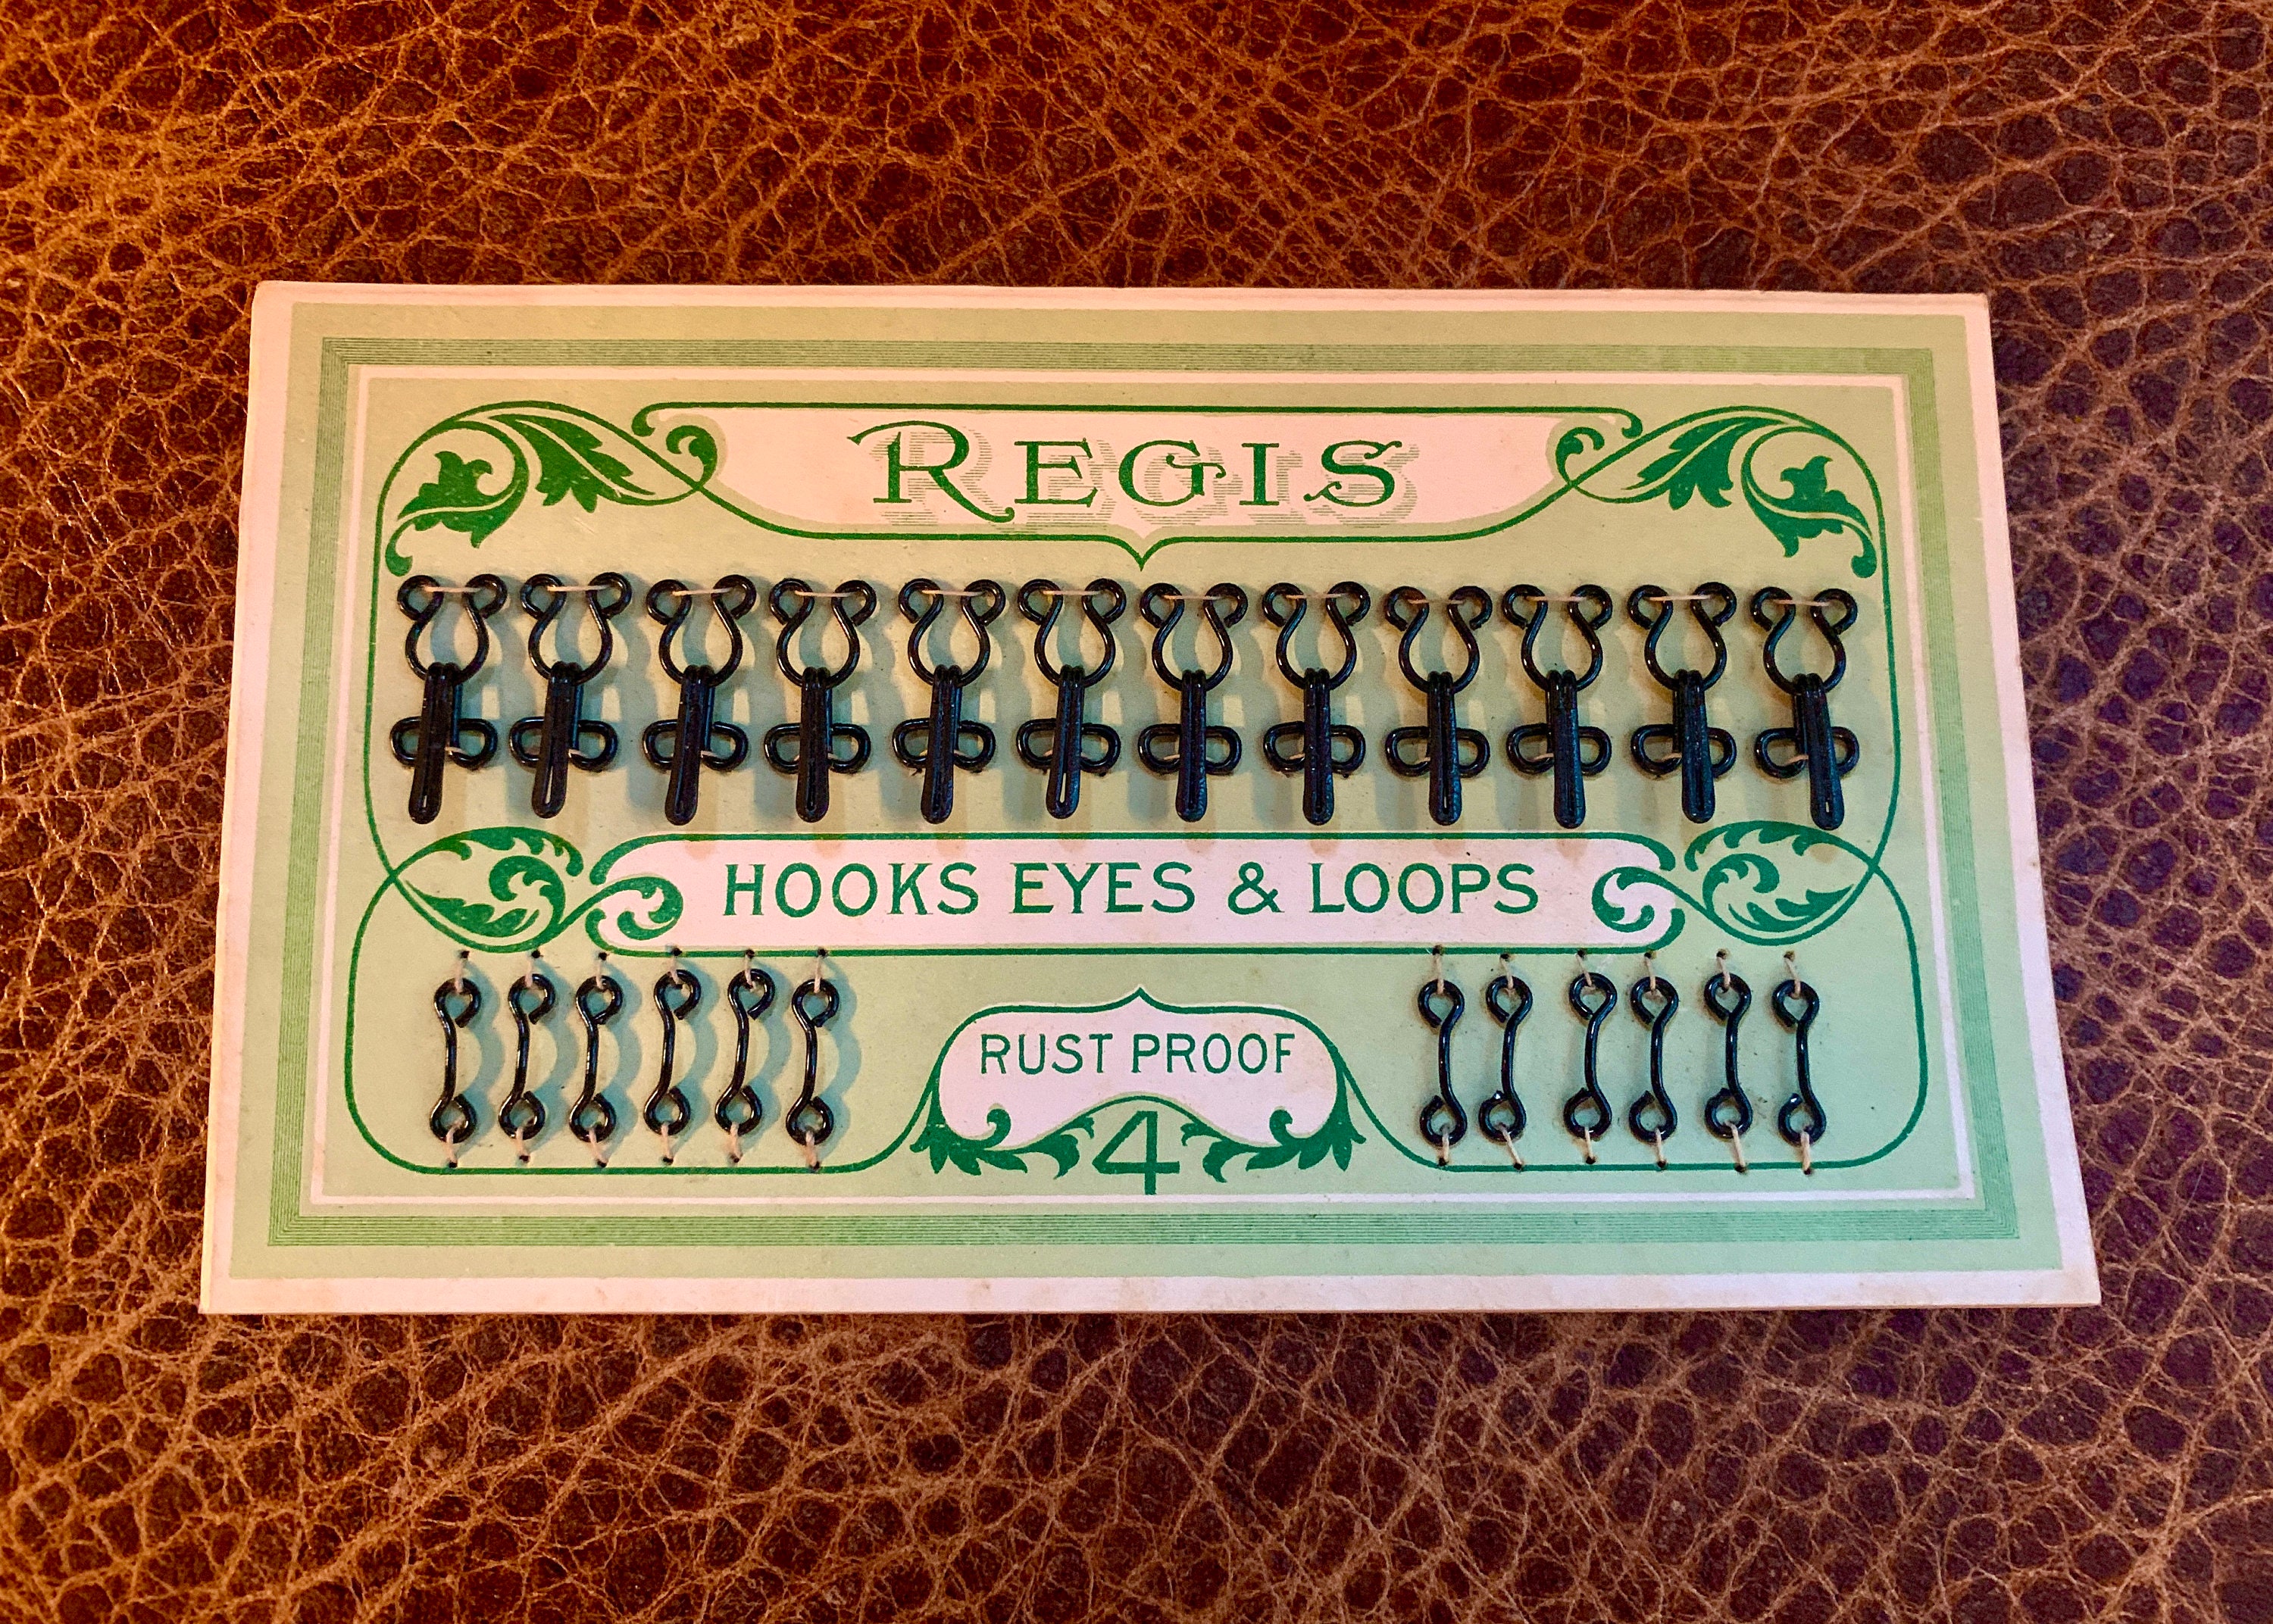 REGIS
HOOKS EYES & LOOPS
RUST PROOF
4